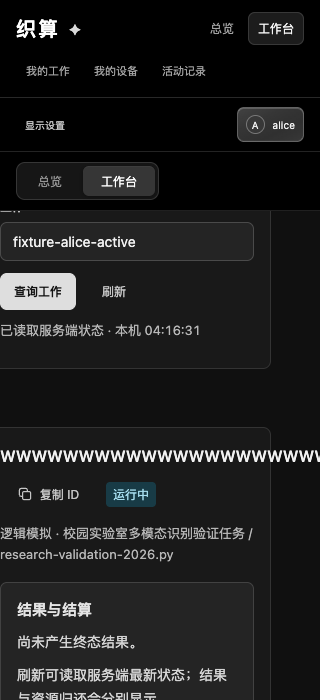 织算
总览 工作台
我的工作 我的设备 活动记录
显示设置
A alice
总览 工作台
fixture-alice-active
查询工作 刷新
已读取服务端状态 · 本机 04:16:31
WWWWWWWWWWWWWWWWWWWWW
复制 ID 运行中
逻辑模拟 · 校园实验室多模态识别验证任务 /
research-validation-2026.py
结果与结算
尚未产生终态结果。
刷新可读取服务端最新状态；结果
与资源归还会分别显示